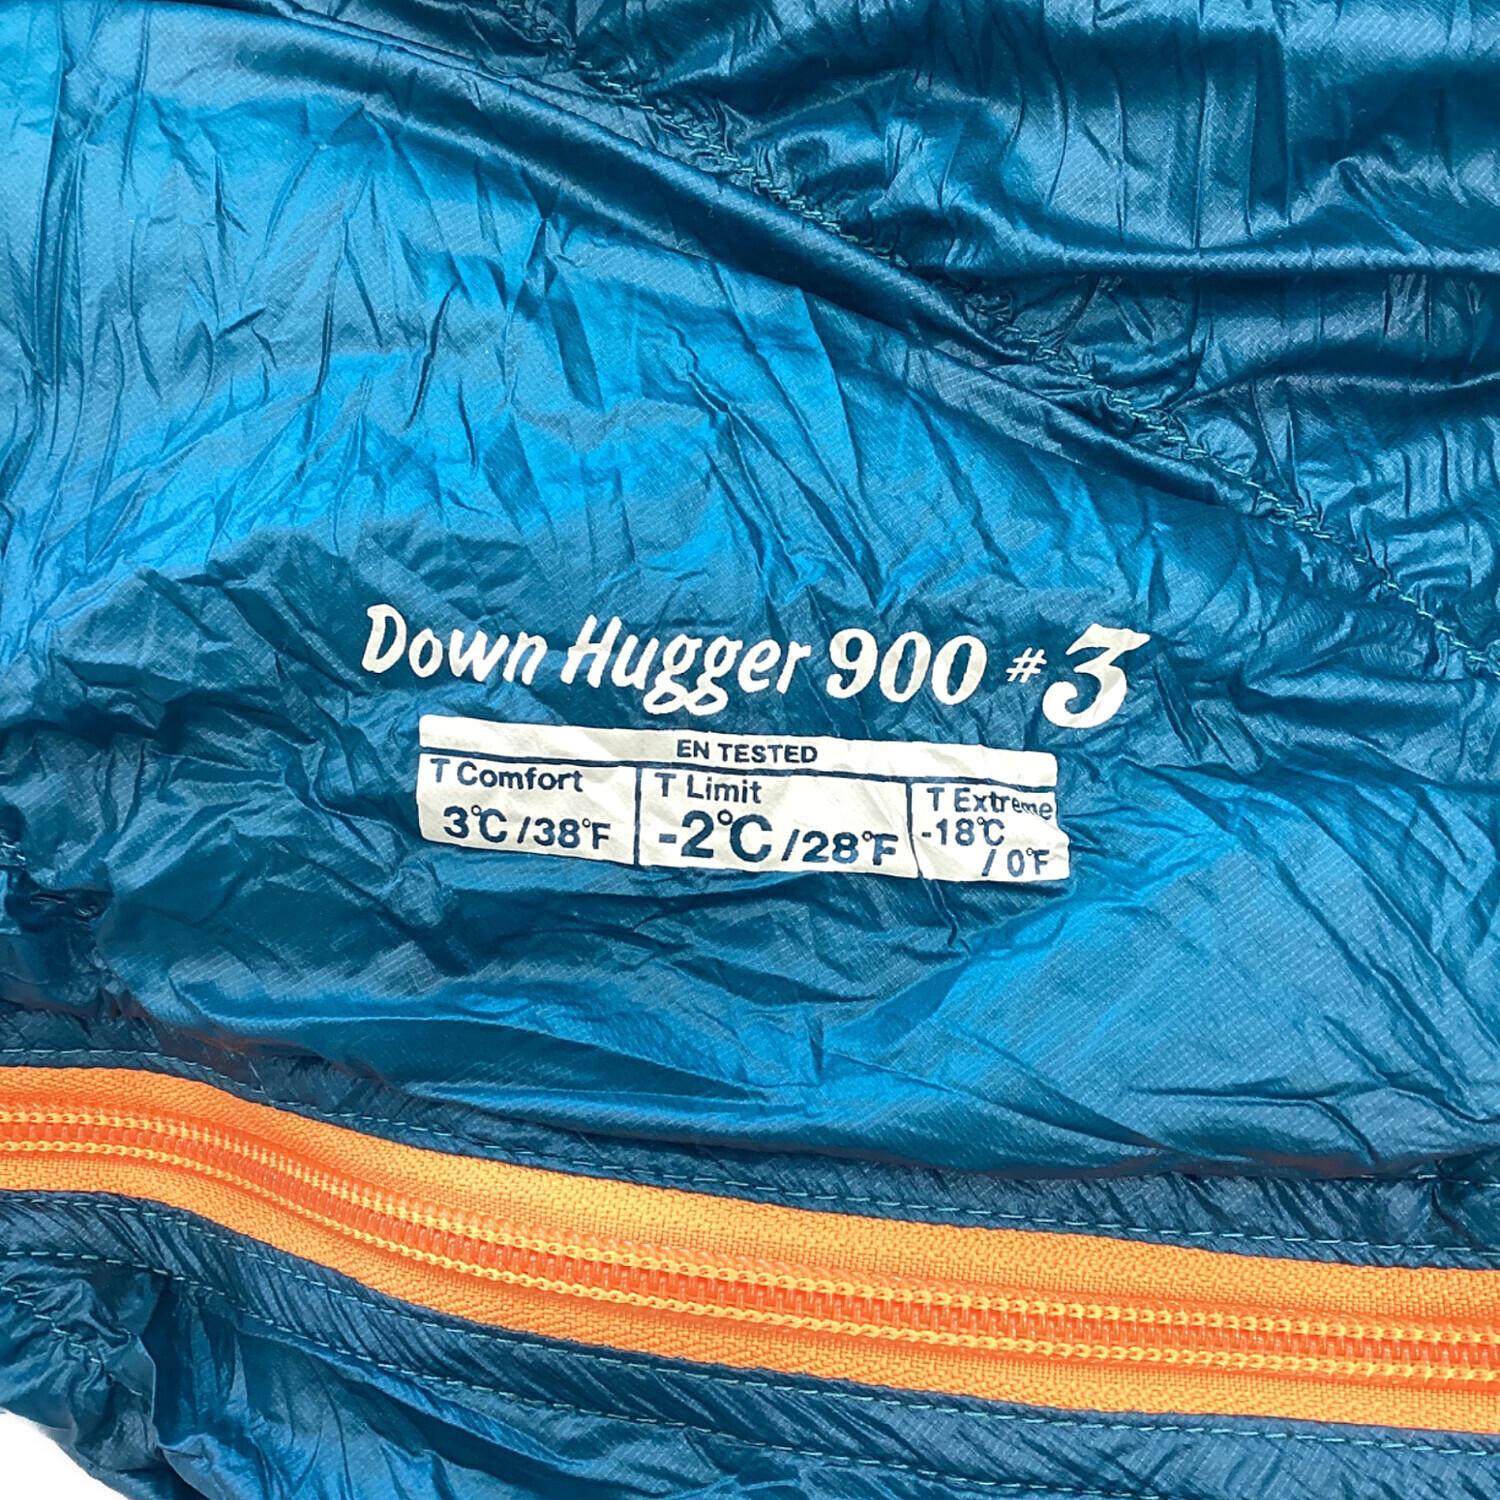 Down Hugger 900 #3
EN TESTED
T Comfort
3℃/38℉
T Limit
-2℃/28℉
T Extreme
-18℃
/ 0℉